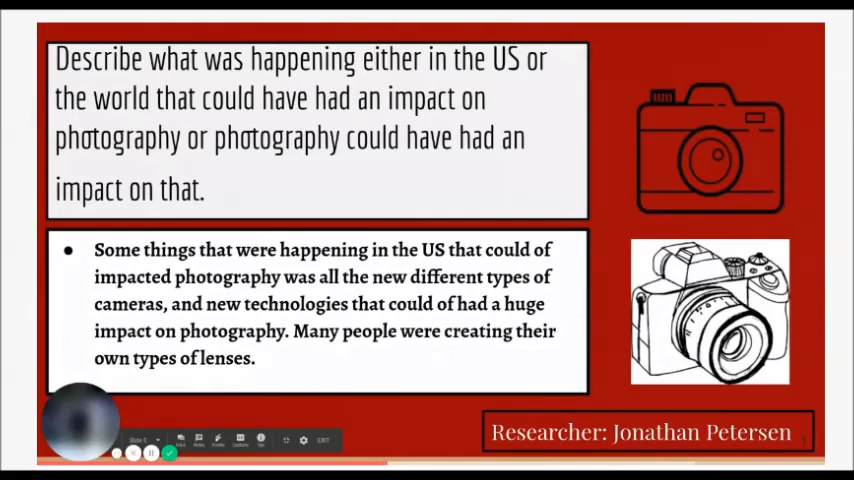 Describe what was happening either in the US or
the world that could have had an impact on
photography or photography could have had an
impact on that.
● Some things that were happening in the US that could of
impacted photography was all the new different types of
cameras, and new technologies that could of had a huge
impact on photography. Many people were creating their
own types of lenses.
Researcher: Jonathan Petersen
EXIT